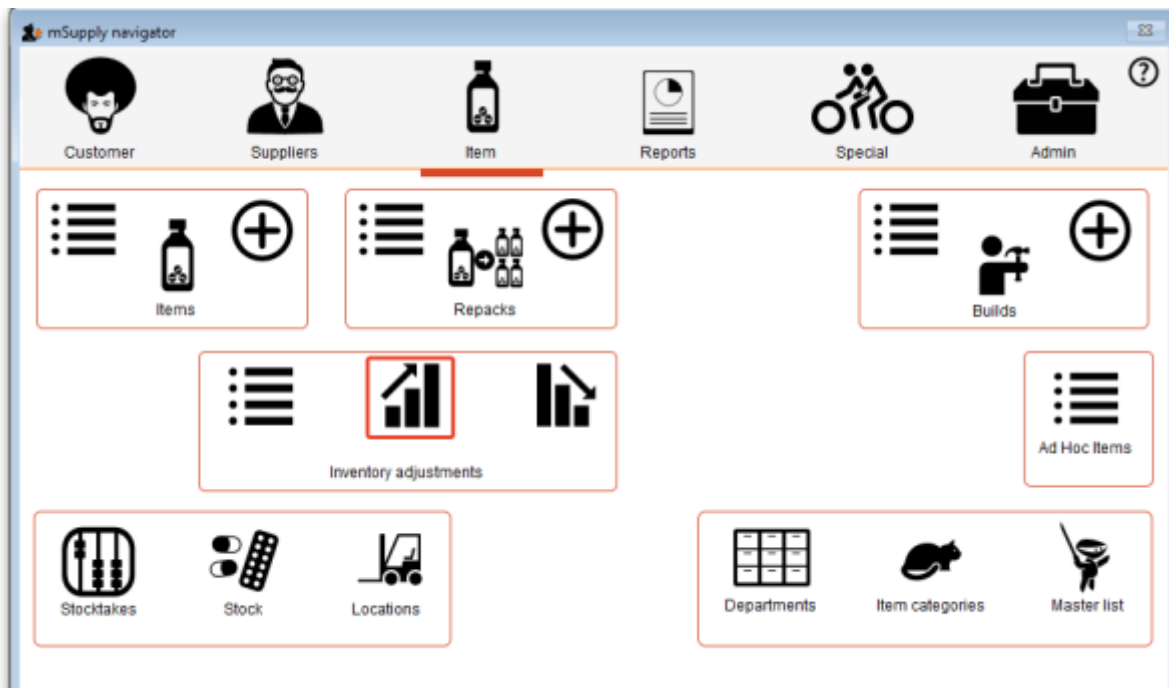 mSupply navigator
Customer Suppliers Item Reports Special Admin
Items Repacks Builds
Inventory adjustments
Ad Hoc Items
Stocktakes Stock Locations
Departments Item categories Master list